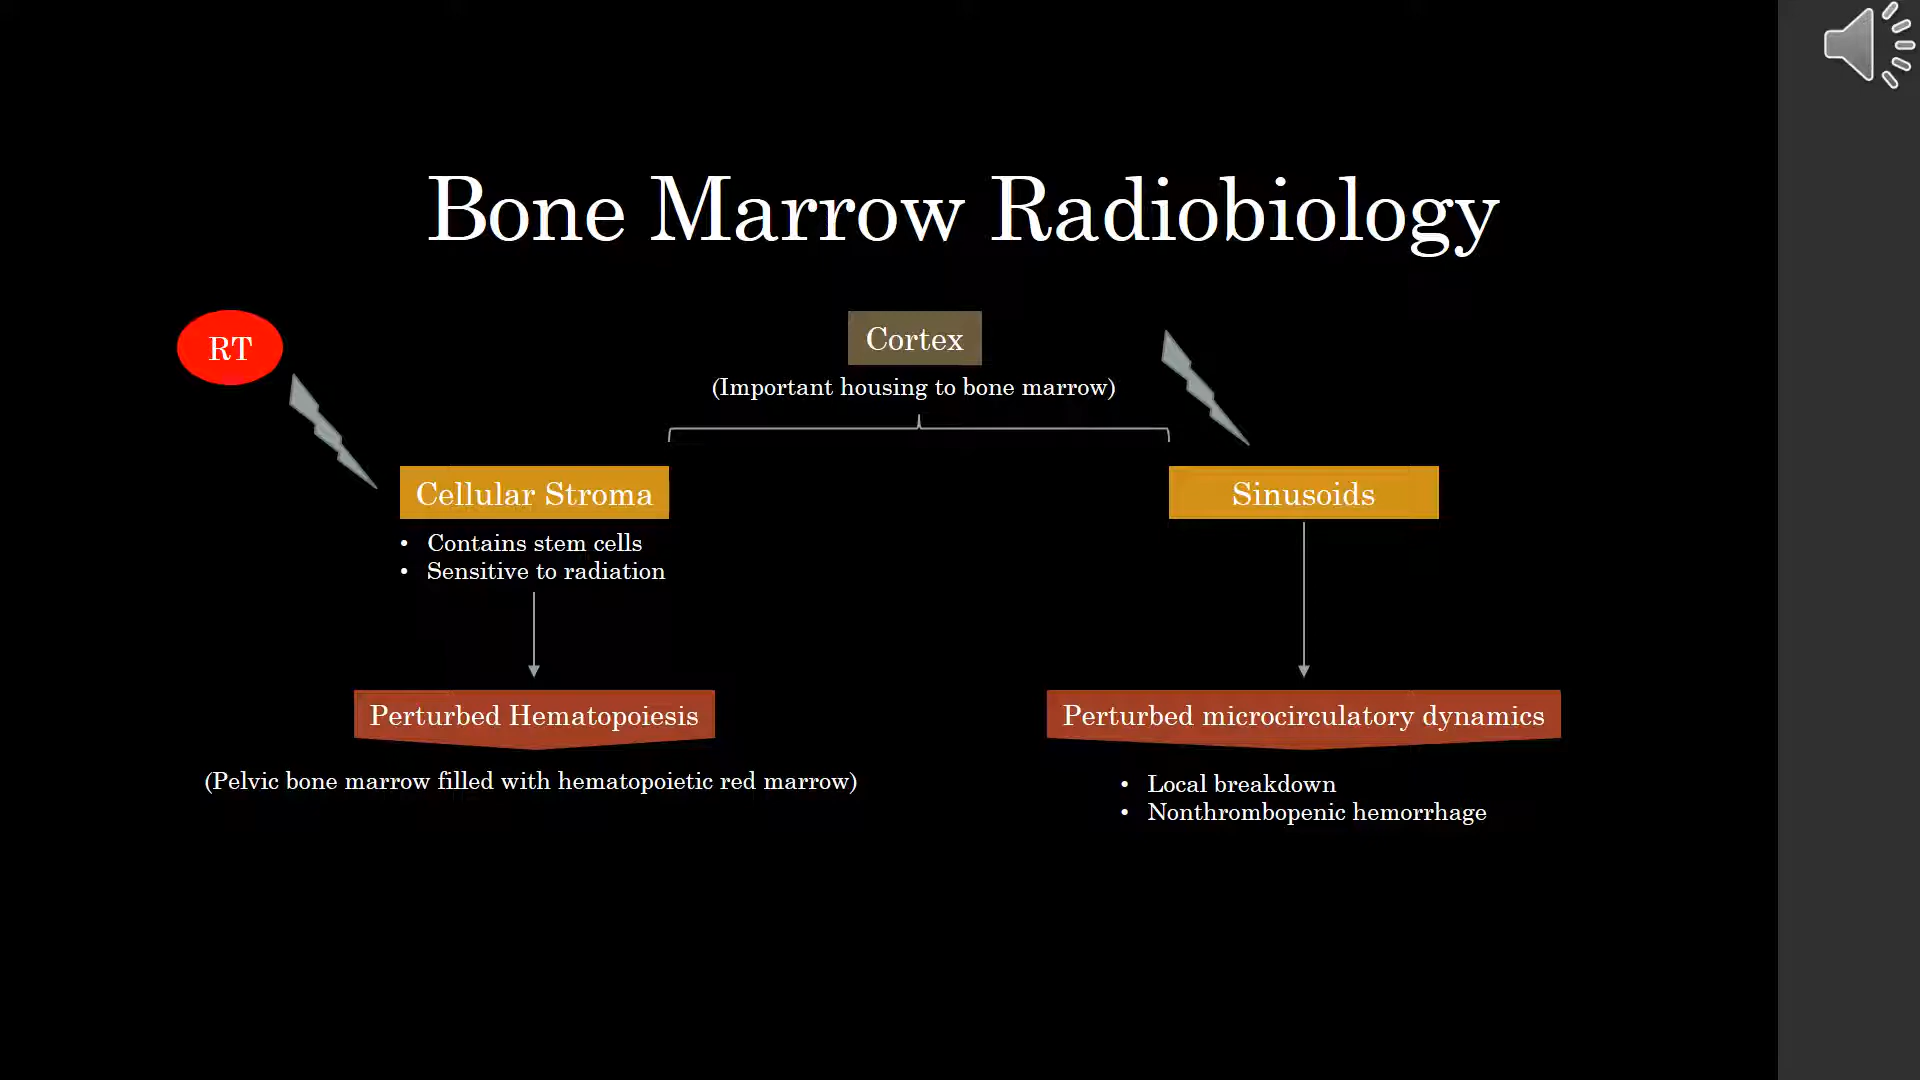 Bone Marrow Radiobiology
RT
Cortex
(Important housing to bone marrow)
Cellular Stroma
• Contains stem cells
• Sensitive to radiation
Perturbed Hematopoiesis
(Pelvic bone marrow filled with hematopoietic red marrow)
Sinusoids
Perturbed microcirculatory dynamics
• Local breakdown
• Nonthrombopenic hemorrhage